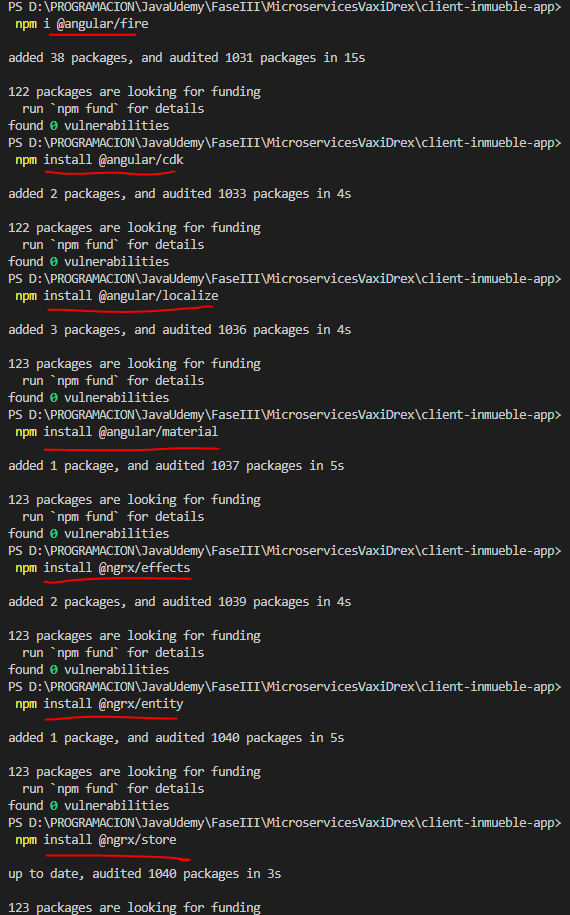 PS D:\PROGRAMACION\JavaUdemy\FaseIII\MicroservicesVaxiDrex\client-inmueble-app>
npm i @angular/fire
added 38 packages, and audited 1031 packages in 15s
122 packages are looking for funding
run `npm fund` for details
found 0 vulnerabilities
PS D:\PROGRAMACION\JavaUdemy\FaseIII\MicroservicesVaxiDrex\client-inmueble-app>
npm install @angular/cdk
added 2 packages, and audited 1033 packages in 4s
122 packages are looking for funding
run `npm fund` for details
found 0 vulnerabilities
PS D:\PROGRAMACION\JavaUdemy\FaseIII\MicroservicesVaxiDrex\client-inmueble-app>
npm install @angular/localize
added 3 packages, and audited 1036 packages in 4s
123 packages are looking for funding
run `npm fund` for details
found 0 vulnerabilities
PS D:\PROGRAMACION\JavaUdemy\FaseIII\MicroservicesVaxiDrex\client-inmueble-app>
npm install @angular/material
added 1 package, and audited 1037 packages in 5s
123 packages are looking for funding
run `npm fund` for details
found 0 vulnerabilities
PS D:\PROGRAMACION\JavaUdemy\FaseIII\MicroservicesVaxiDrex\client-inmueble-app>
npm install @ngrx/effects
added 2 packages, and audited 1039 packages in 4s
123 packages are looking for funding
run `npm fund` for details
found 0 vulnerabilities
PS D:\PROGRAMACION\JavaUdemy\FaseIII\MicroservicesVaxiDrex\client-inmueble-app>
npm install @ngrx/entity
added 1 package, and audited 1040 packages in 5s
123 packages are looking for funding
run `npm fund` for details
found 0 vulnerabilities
PS D:\PROGRAMACION\JavaUdemy\FaseIII\MicroservicesVaxiDrex\client-inmueble-app>
npm install @ngrx/store
up to date, audited 1040 packages in 3s
123 packages are looking for funding